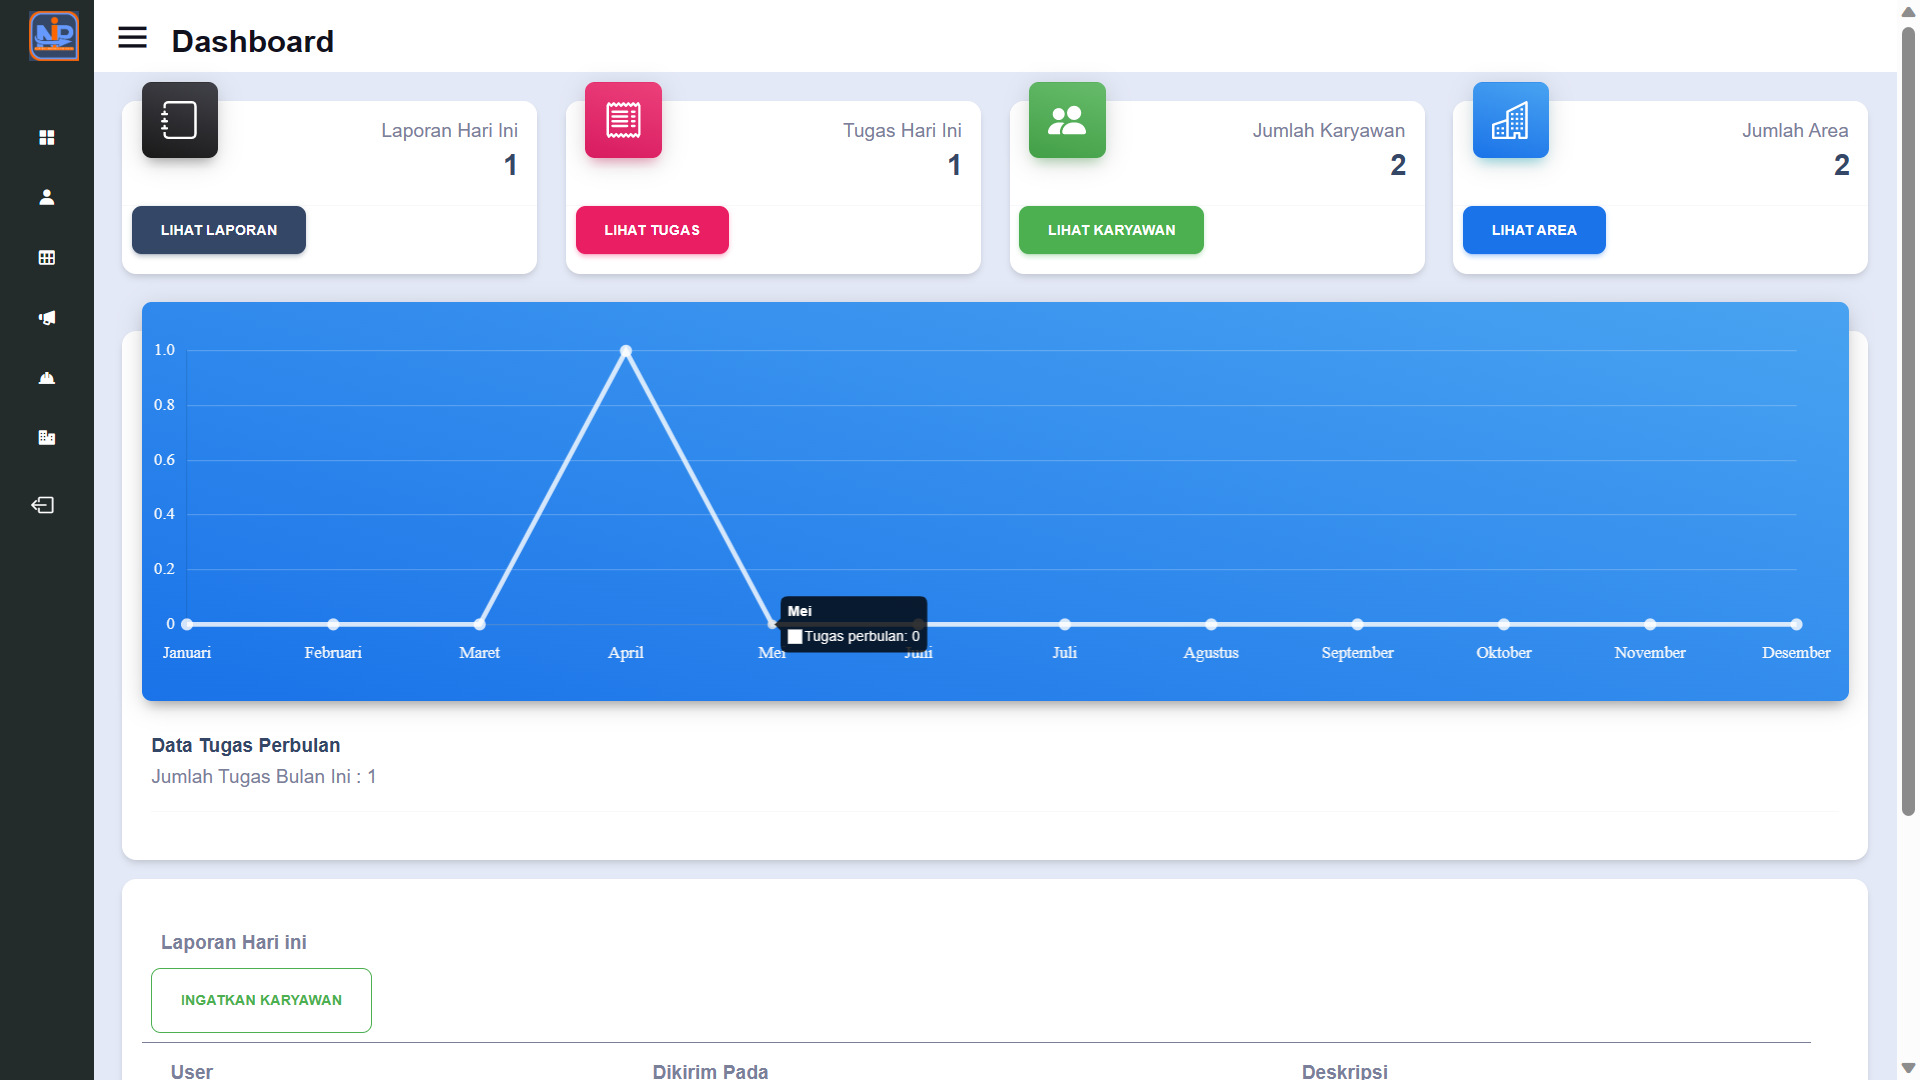 NIP
Dashboard
Laporan Hari Ini
1
LIHAT LAPORAN
Tugas Hari Ini
1
LIHAT TUGAS
Jumlah Karyawan
2
LIHAT KARYAWAN
Jumlah Area
2
LIHAT AREA
1.0
0.8
0.6
0.4
0.2
0
Mei
Tugas perbulan: 0
Januari Februari Maret April Mei Juni Juli Agustus September Oktober November Desember
Data Tugas Perbulan
Jumlah Tugas Bulan Ini : 1
Laporan Hari ini
INGATKAN KARYAWAN
User Dikirim Pada Deskripsi